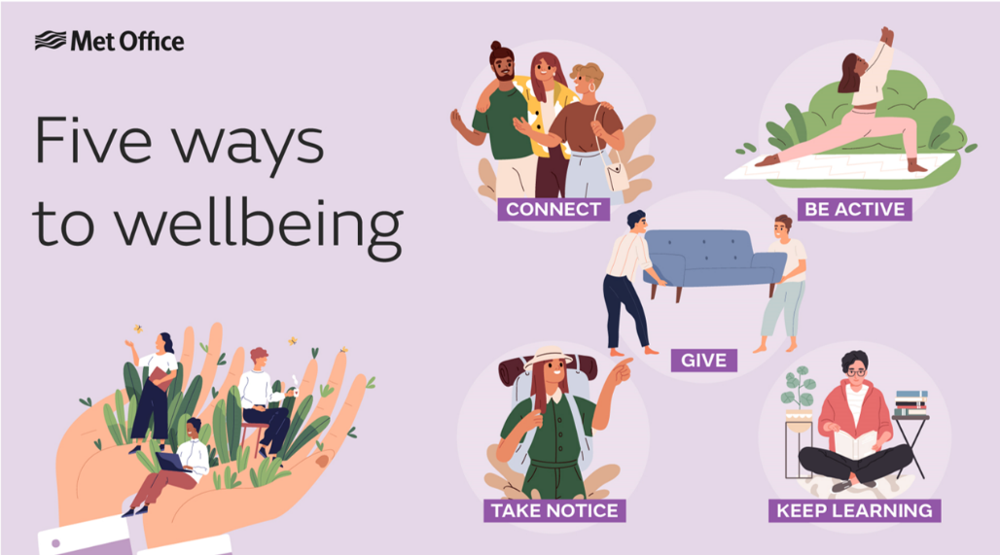 Met Office
Five ways
to wellbeing
CONNECT
BE ACTIVE
GIVE
TAKE NOTICE
KEEP LEARNING